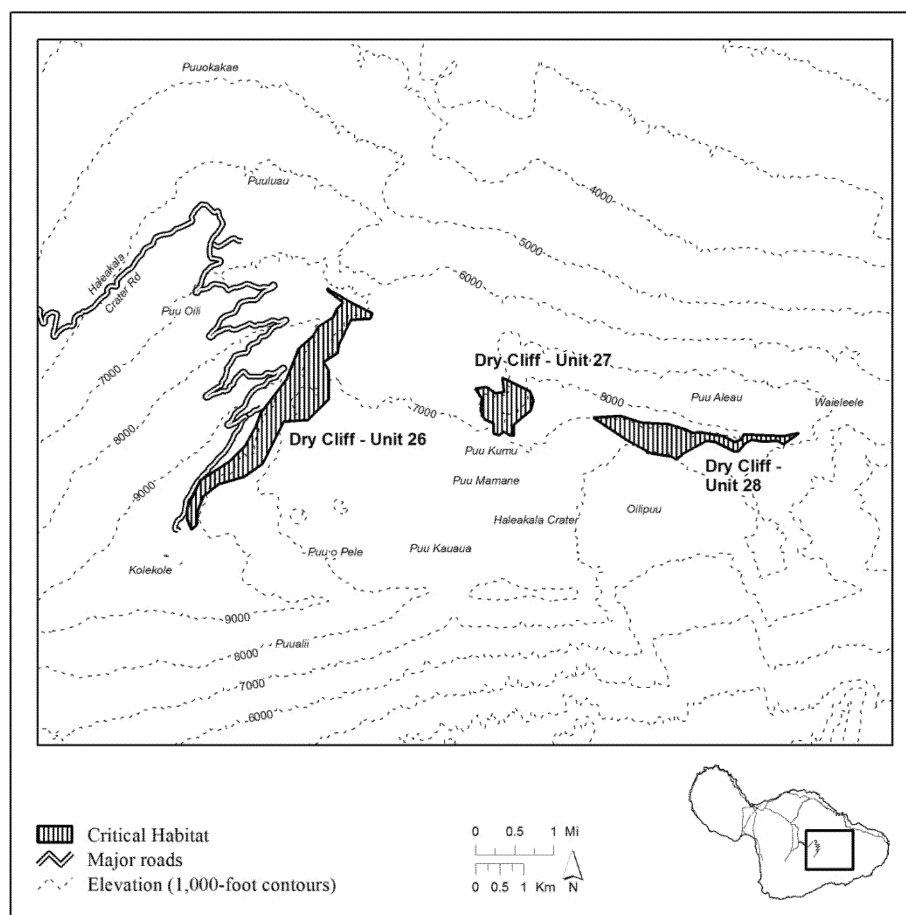 Puuokakae
Puuluau
4000
5000
6000
Haleakala
Crater Rd
Puu Oili
7000
8000
9000
Dry Cliff - Unit 26
Dry Cliff - Unit 27
7000
8000
Puu Aleau
Waieleele
Puu Kumu
Puu Mamane
Dry Cliff -
Unit 28
Haleakala Crater
Oilipuu
Kolekole
Puu o Pele
Puu Kauaua
9000
Puualii
8000
7000
6000
Critical Habitat
Major roads
Elevation (1,000-foot contours)
0 0.5 1 Mi
0 0.5 1 Km
N